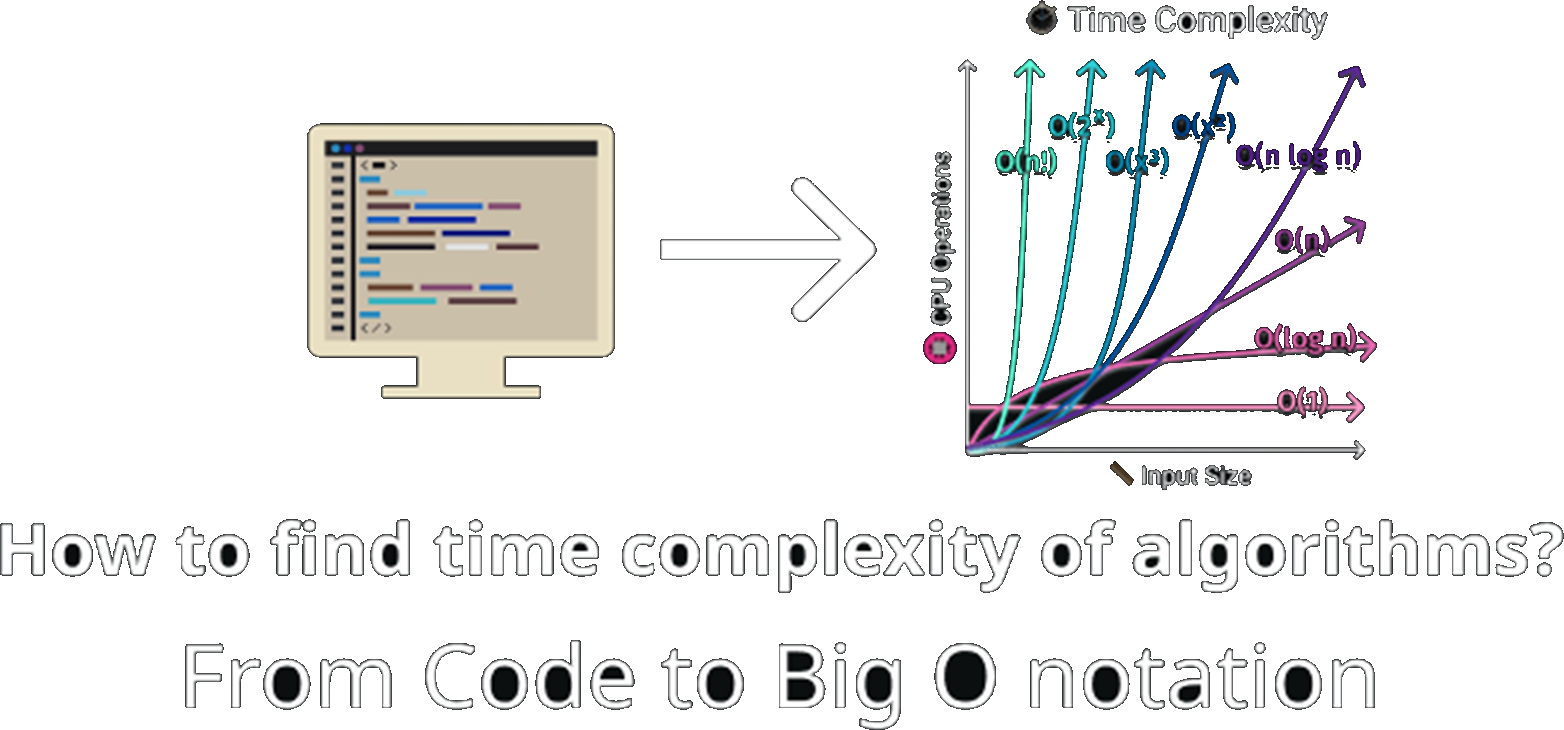 Time Complexity
O(n!)
O(2^x)
O(x^3)
O(x^2)
O(n log n)
O(n)
O(log n)
O(1)
CPU Operations
Input Size
< - >
</>
How to find time complexity of algorithms?
From Code to Big O notation